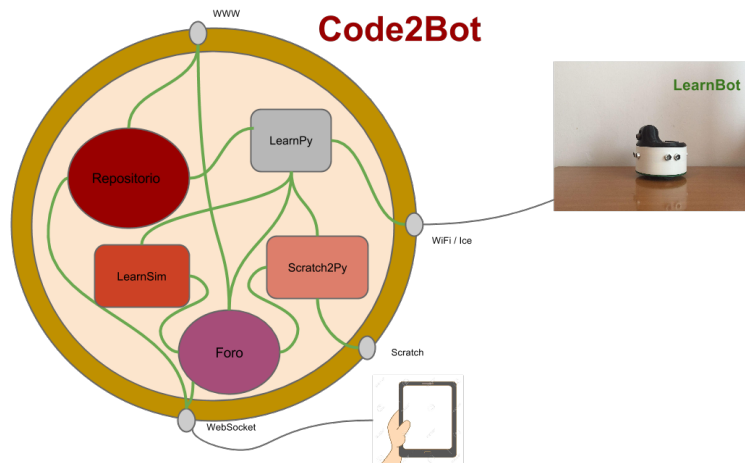 WWW
Code2Bot
LearnBot
LearnPy
Repositorio
WiFi / Ice
LearnSim
Scratch2Py
Foro
Scratch
WebSocket